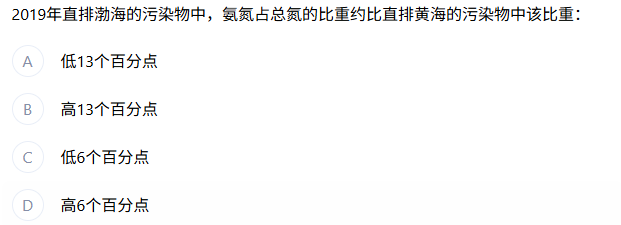 2019年直排渤海的污染物中，氨氮占总氮的比重约比直排黄海的污染物中该比重：
A 低13个百分点
B 高13个百分点
C 低6个百分点
D 高6个百分点